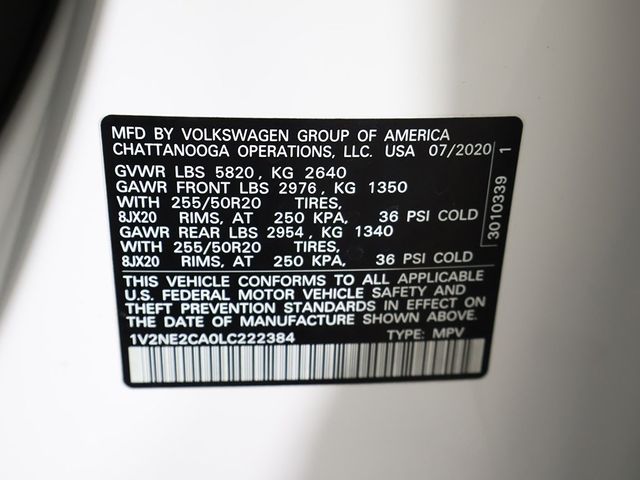 MFD BY VOLKSWAGEN GROUP OF AMERICA
CHATTANOOGA OPERATIONS, LLC. USA 07/2020
GVWR LBS 5820, KG 2640
GAWR FRONT LBS 2976, KG 1350
WITH 255/50R20 TIRES,
8JX20 RIMS, AT 250 KPA, 36 PSI COLD
GAWR REAR LBS 2954, KG 1340
WITH 255/50R20 TIRES,
8JX20 RIMS, AT 250 KPA, 36 PSI COLD
THIS VEHICLE CONFORMS TO ALL APPLICABLE
U.S. FEDERAL MOTOR VEHICLE SAFETY AND
THEFT PREVENTION STANDARDS IN EFFECT ON
THE DATE OF MANUFACTURE SHOWN ABOVE.
1V2NE2CA0LC222384 TYPE: MPV
3010339 1